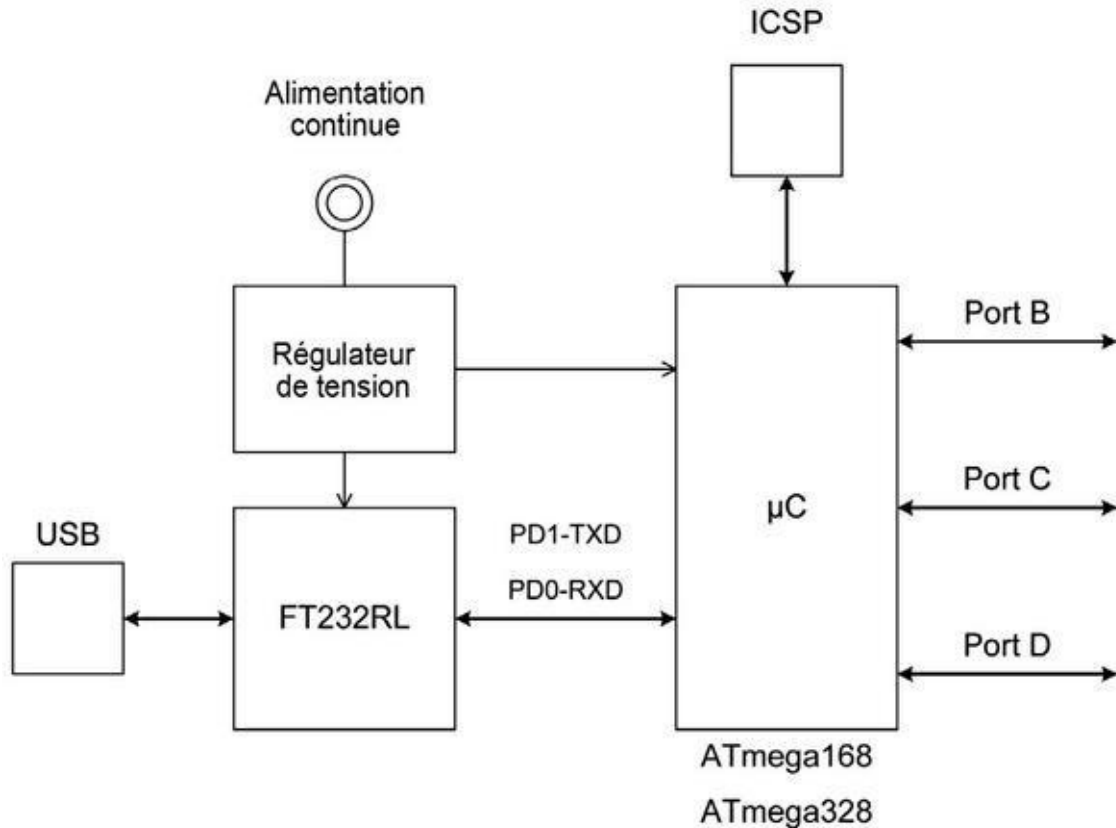 ICSP
Alimentation
continue
Régulateur
de tension
Port B
µC
Port C
USB
PD1-TXD
PD0-RXD
FT232RL
Port D
ATmega168
ATmega328